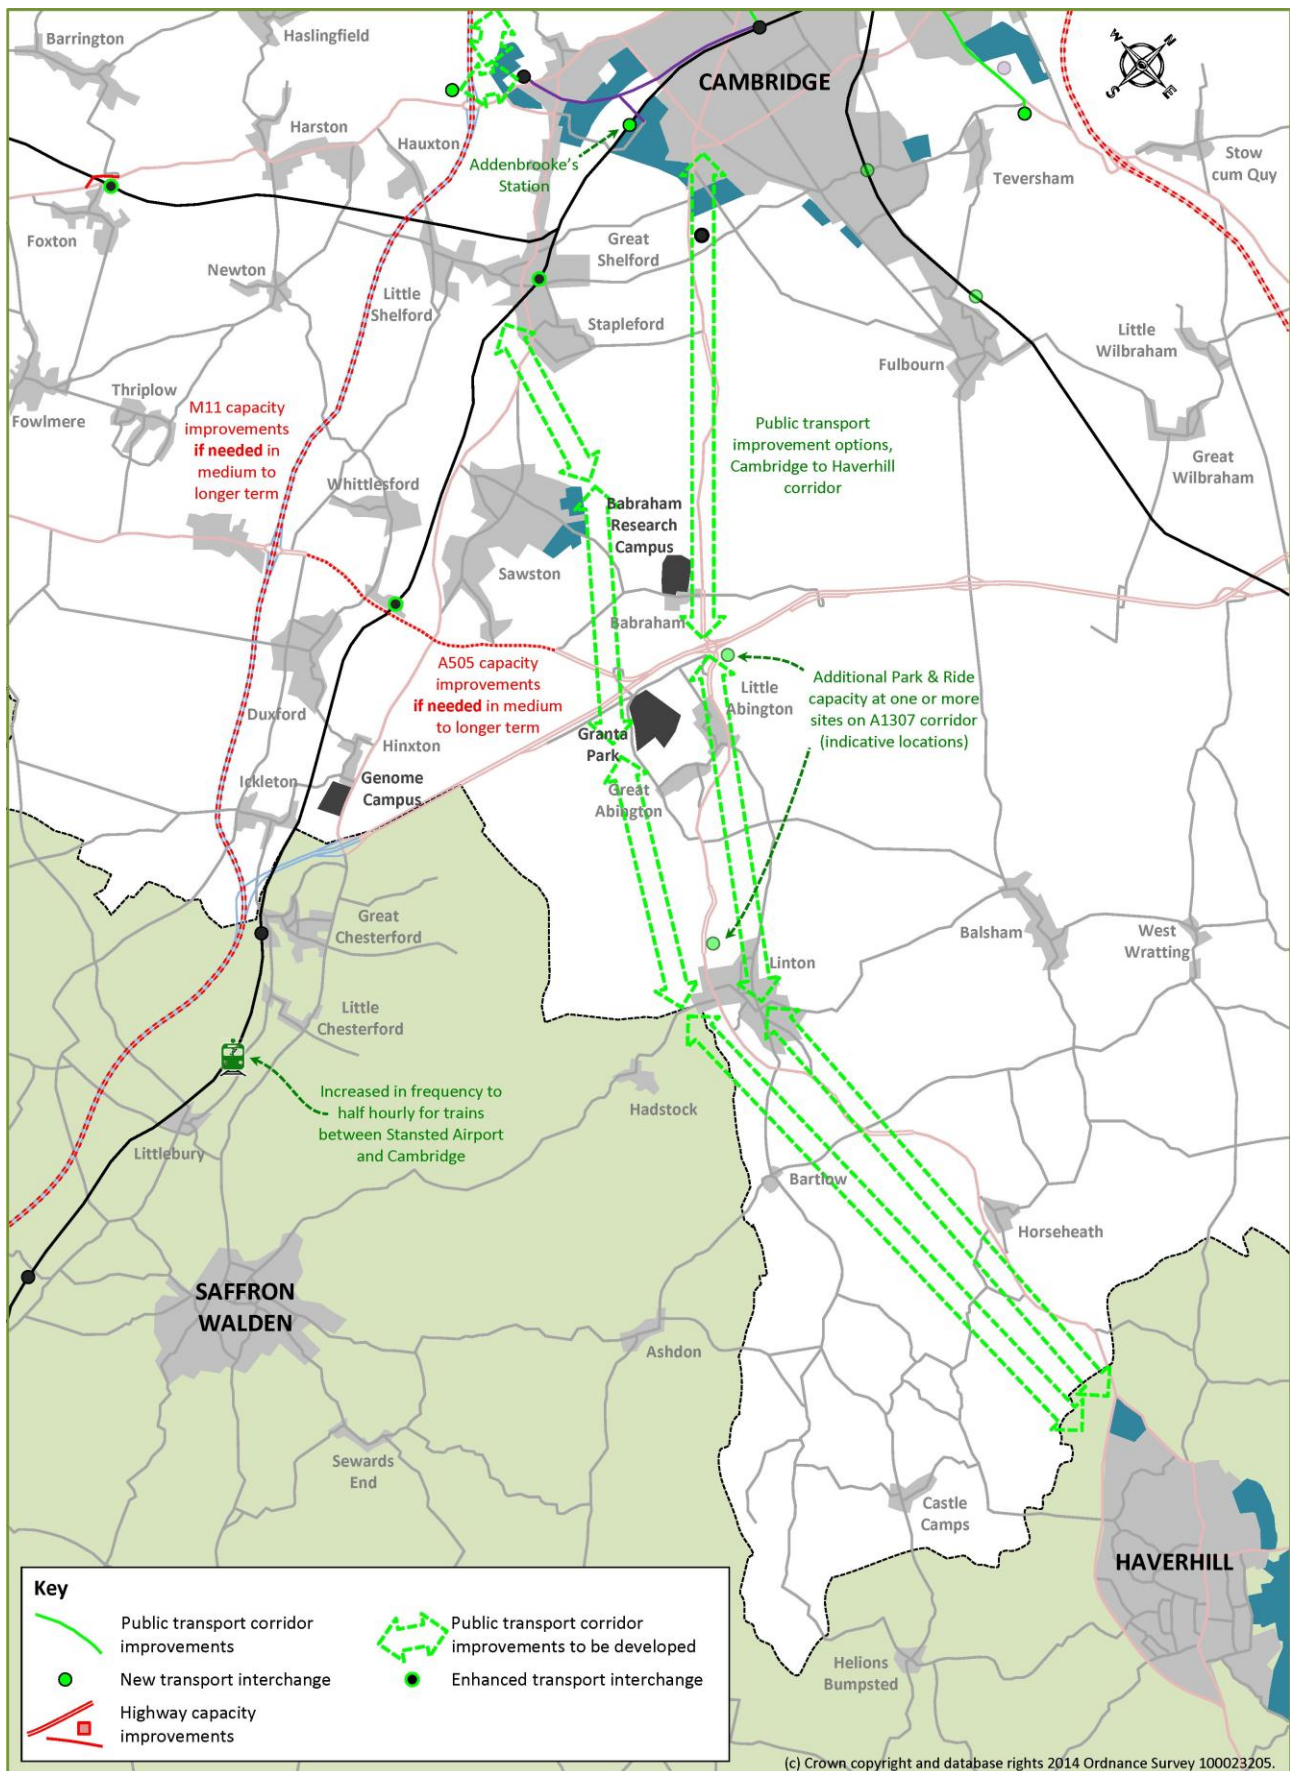 Barrington
Haslingfield
CAMBRIDGE
N
W
E
S
Harston
Hauxton
Addenbrooke's
Station
Teversham
Stow
cum Quy
Foxton
Newton
Great
Shelford
Little
Shelford
Stapleford
Fulbourn
Little
Wilbraham
Thriplow
Fowlmere
M11 capacity
improvements
if needed in
medium to
longer term
Public transport
improvement options,
Cambridge to Haverhill
corridor
Great
Wilbraham
Whittlesford
Babraham
Research
Campus
Sawston
Babraham
A505 capacity
improvements
if needed in medium
to longer term
Additional Park & Ride
capacity at one or more
sites on A1307 corridor
(indicative locations)
Little
Abington
Duxford
Hinxton
Granta
Park
Ickleton
Genome
Campus
Great
Abington
Great
Chesterford
Balsham
West
Wratting
Linton
Little
Chesterford
Increased in frequency to
half hourly for trains
between Stansted Airport
and Cambridge
Hadstock
Littlebury
Bartlow
Horseheath
SAFFRON
WALDEN
Ashdon
Sewards
End
Castle
Camps
HAVERHILL
Helions
Bumpsted
Key
Public transport corridor
improvements
Public transport corridor
improvements to be developed
New transport interchange
Enhanced transport interchange
Highway capacity
improvements
(c) Crown copyright and database rights 2014 Ordnance Survey 100023205.